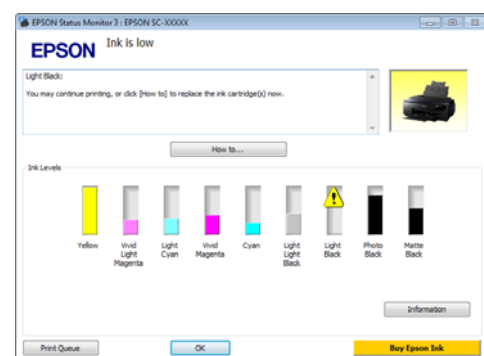 EPSON Status Monitor 3 : EPSON SC-XXXXX
EPSON
Ink is low
Light Black:
You may continue printing, or click [How to] to replace the ink cartridge(s) now.
How to...
Ink Levels
Yellow
Vivid
Light
Magenta
Light
Cyan
Vivid
Magenta
Cyan
Light
Light
Black
Light
Black
Photo
Black
Matte
Black
Information
Print Queue
OK
Buy Epson Ink